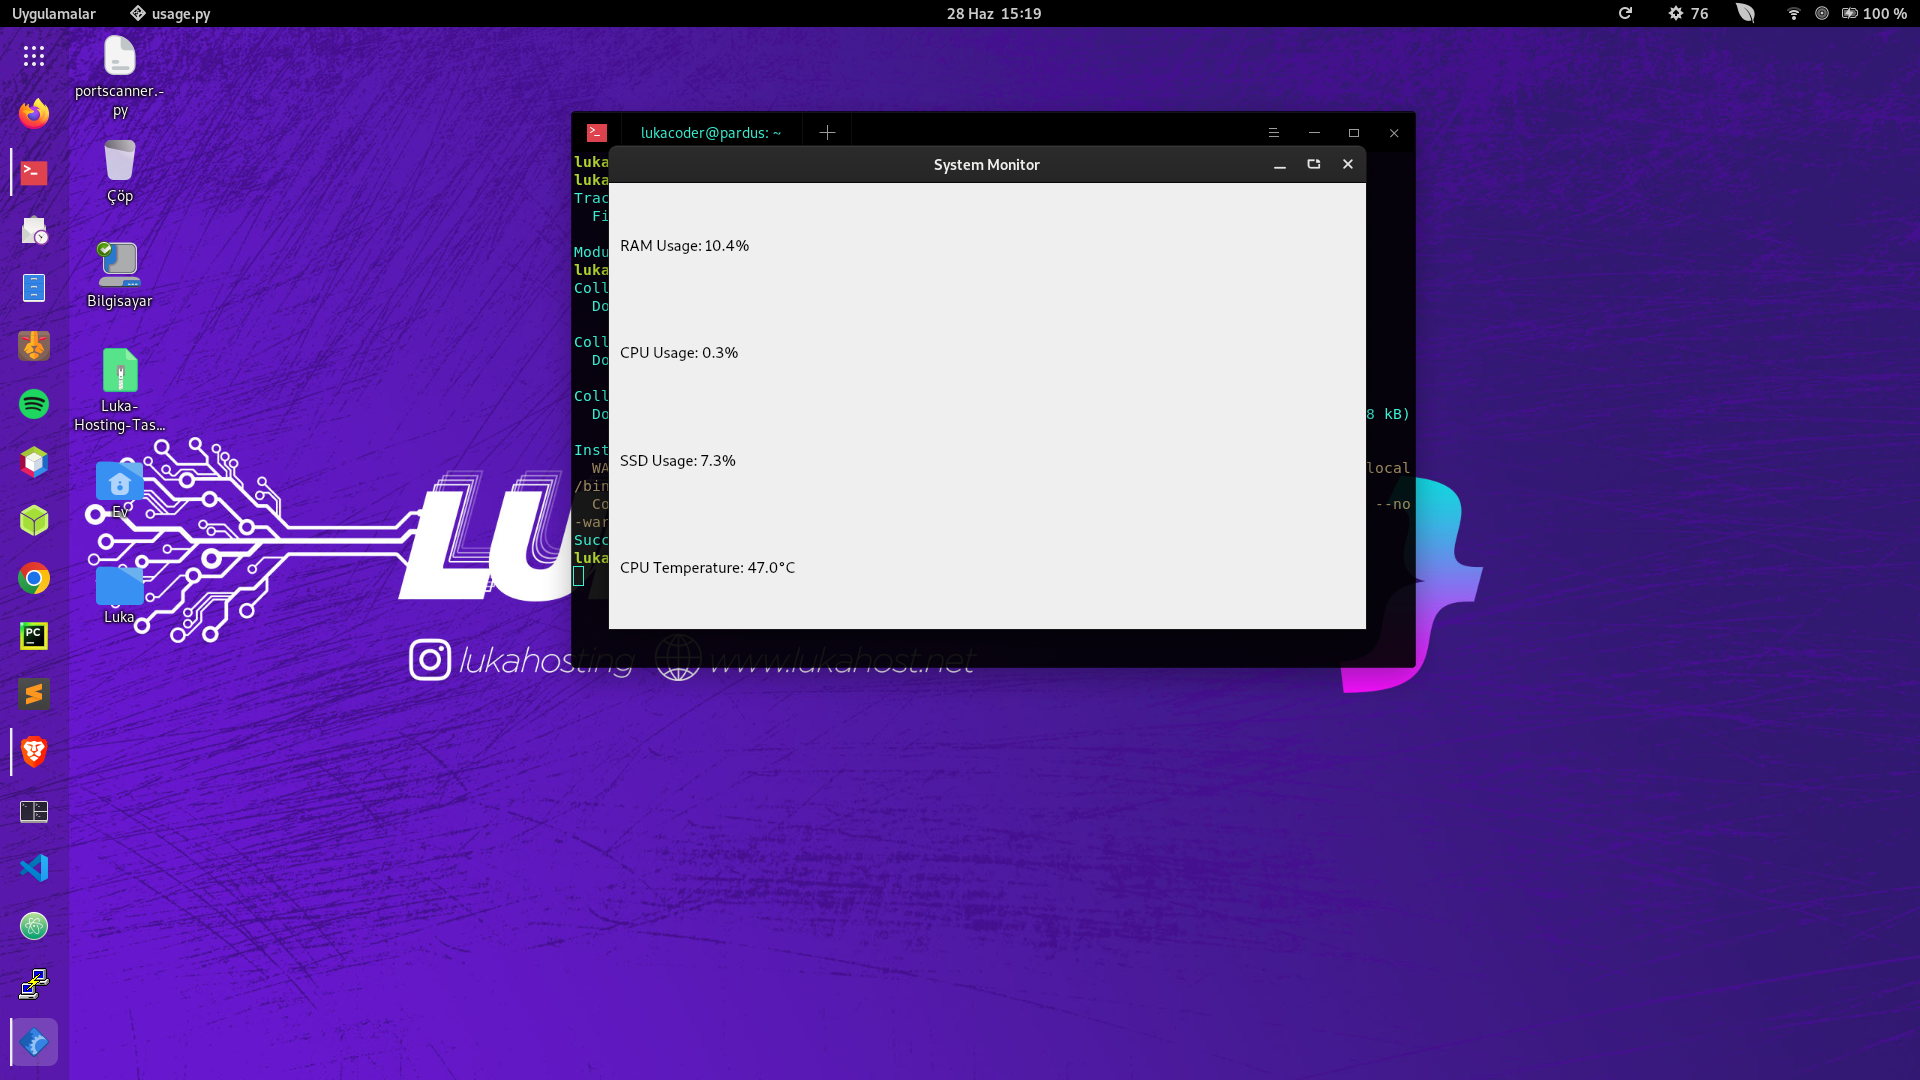 Uygulamalar
usage.py
28 Haz 15:19
76
100 %
portscanner.-
py
Çöp
Bilgisayar
Luka-
Hosting-Tas...
Ev
Luka
lukacoder@pardus: ~
System Monitor
luka
luka
Trac
Fi
RAM Usage: 10.4%
Modu
luka
Coll
Do
Coll
CPU Usage: 0.3%
Do
Coll
Do
8 kB)
Inst
SSD Usage: 7.3%
WA
local
/bin
Co
--no
-war
Succ
luka
CPU Temperature: 47.0°C
LU
lukahosting
www.lukahost.net
PC